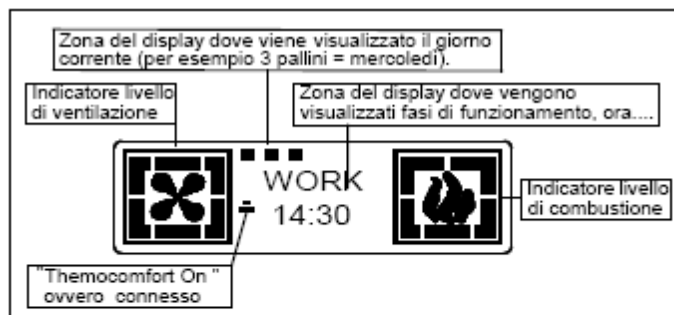 Zona del display dove viene visualizzato il giorno
corrente (per esempio 3 pallini = mercoledì).
Indicatore livello
di ventilazione
Zona del display dove vengono
visualizzati fasi di funzionamento, ora....
WORK
14:30
Indicatore livello
di combustione
"Themocomfort On "
ovvero connesso